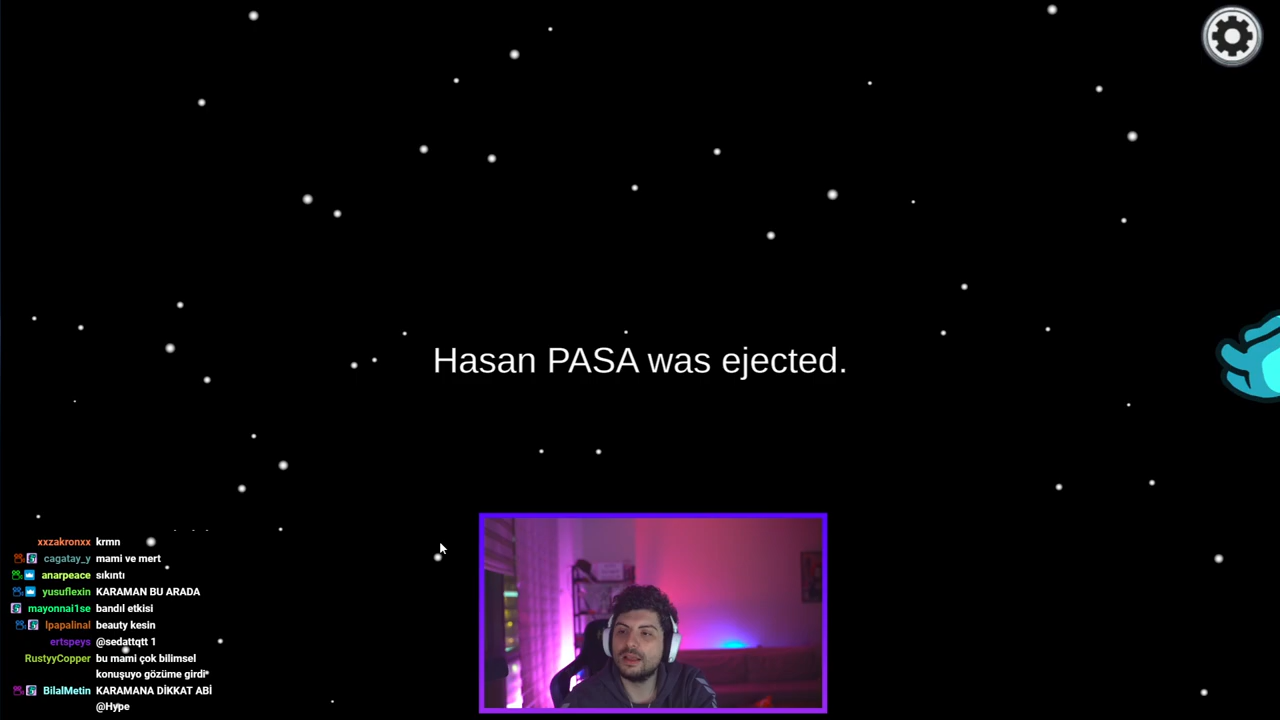 Hasan PASA was ejected.
xxzakronxx krmn
cagatay_y mami ve mert
anarpeace sıkıntı
yusuflexin KARAMAN BU ARADA
mayonnai1se bandıl etkisi
lpapalinal beauty kesin
ertspeys @sedattqtt 1
RustyyCopper bu mami çok bilimsel
konuşuyo gözüme girdi*
BilalMetin KARAMANA DİKKAT ABİ
@Hype